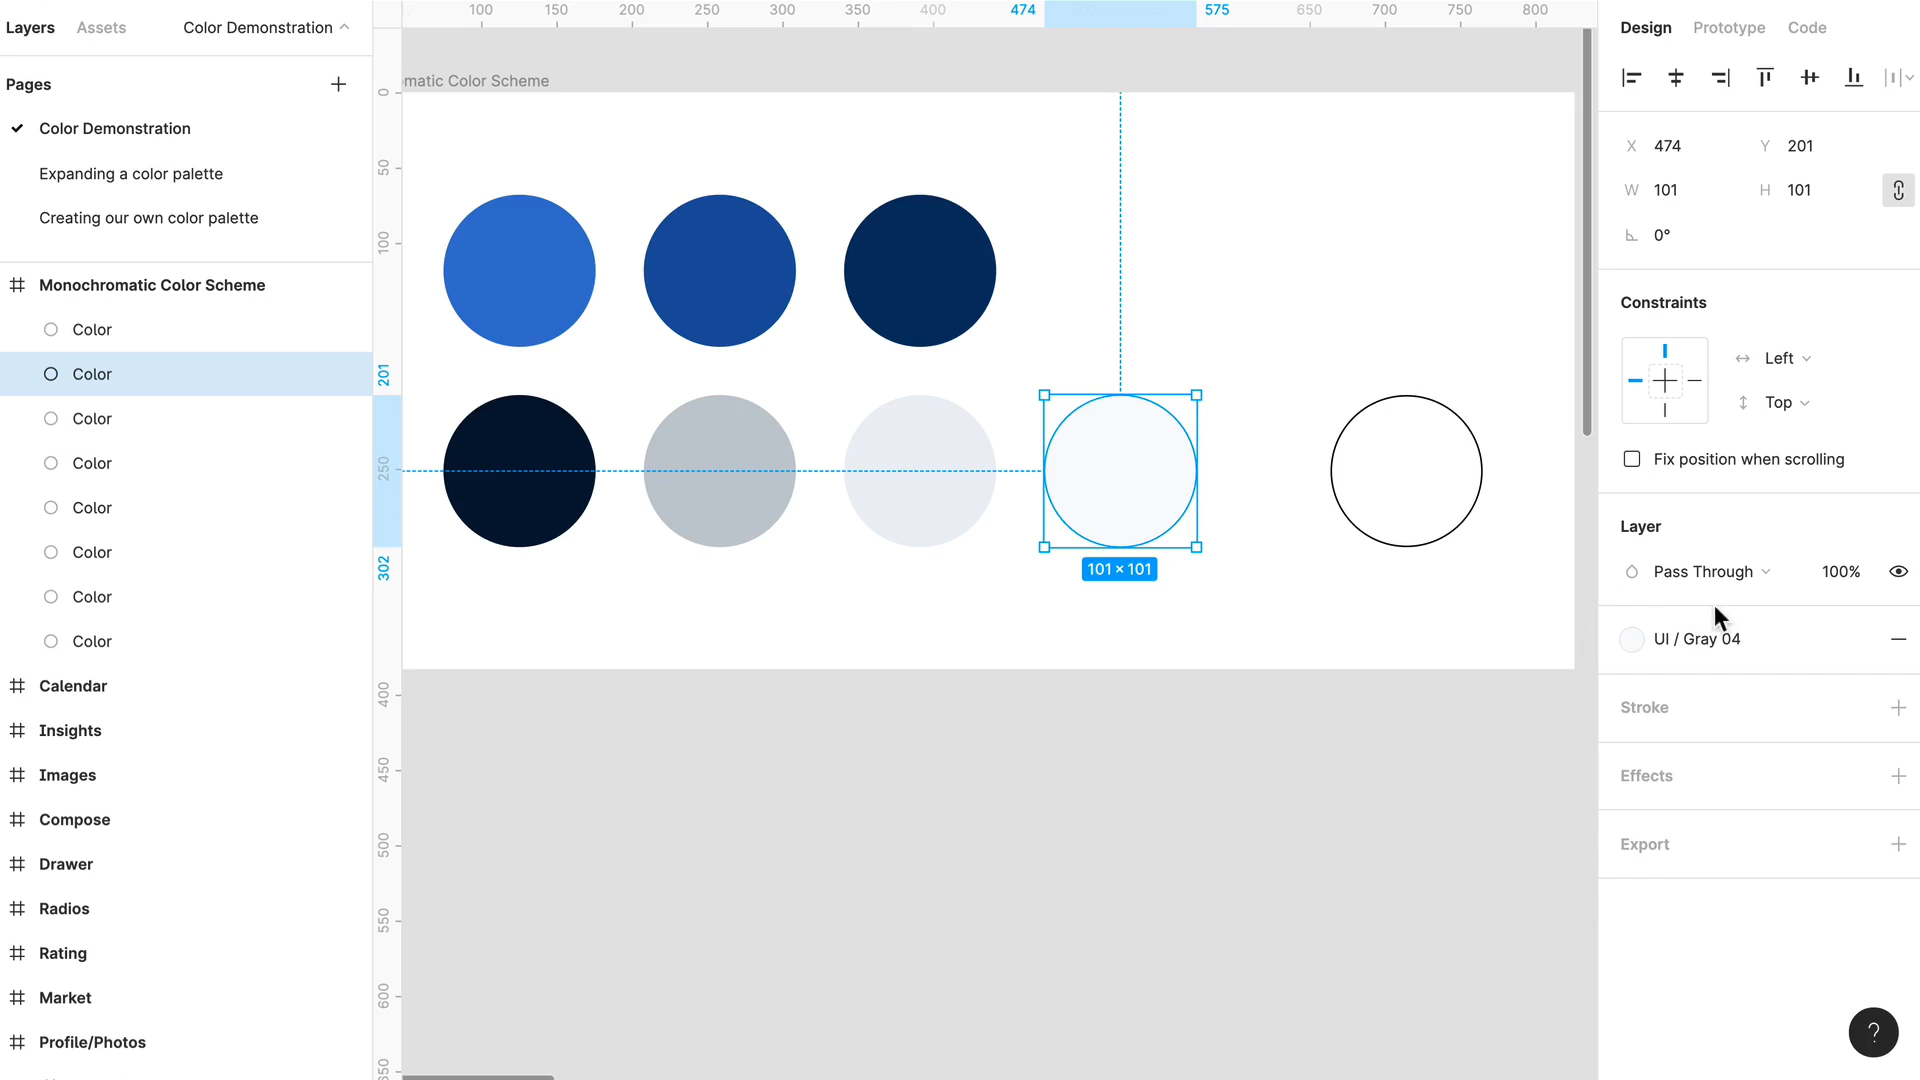 Layers Assets Color Demonstration
Pages
Color Demonstration
Expanding a color palette
Creating our own color palette
Monochromatic Color Scheme
Color
Color
Color
Color
Color
Color
Color
Color
Calendar
Insights
Images
Compose
Drawer
Radios
Rating
Market
Profile/Photos
100 150 200 250 300 350 400 474 575 650 700 750 800
0
50
100
201
250
302
400
450
500
550
600
650
matic Color Scheme
101 × 101
Design Prototype Code
X 474 Y 201
W 101 H 101
0°
Constraints
Left
Top
Fix position when scrolling
Layer
Pass Through 100%
UI / Gray 04
Stroke
Effects
Export
?